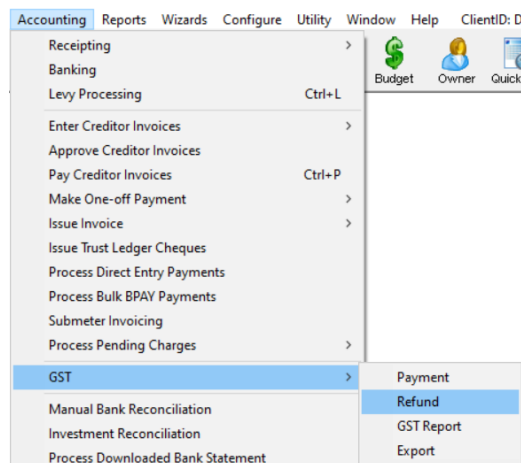 Accounting Reports Wizards Configure Utility Window Help ClientID: D
Receipting
Banking
Levy Processing Ctrl+L
Budget Owner Quick
Enter Creditor Invoices
Approve Creditor Invoices
Pay Creditor Invoices Ctrl+P
Make One-off Payment
Issue Invoice
Issue Trust Ledger Cheques
Process Direct Entry Payments
Process Bulk BPAY Payments
Submeter Invoicing
Process Pending Charges
GST
Payment
Refund
GST Report
Export
Manual Bank Reconciliation
Investment Reconciliation
Process Downloaded Bank Statement